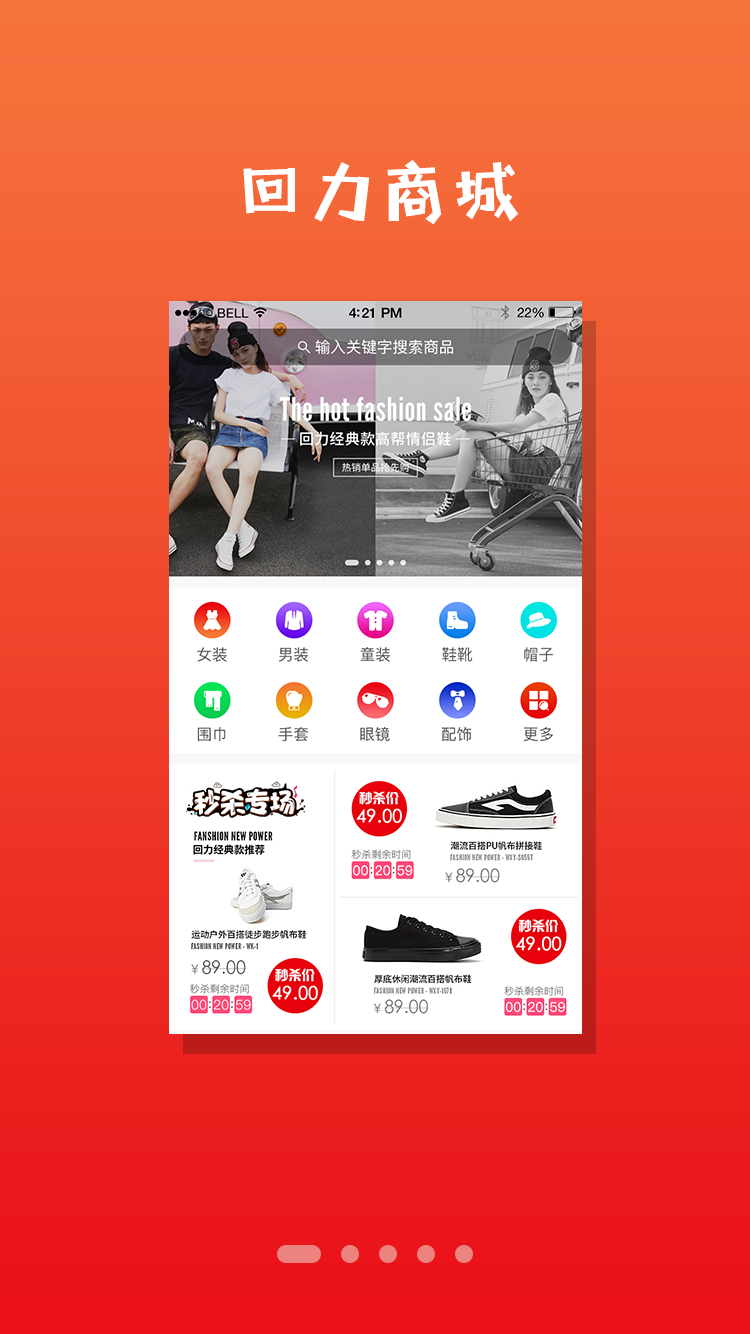 回力商城
BELL
4:21 PM
22%
输入关键字搜索商品
The hot fashion sale
回力经典款高帮情侣鞋
热销单品抢先购
女装
男装
童装
鞋靴
帽子
围巾
手套
眼镜
配饰
更多
秒杀专场
FANSHION NEW POWER
回力经典款推荐
运动户外百搭徒步跑步帆布鞋
FASHION NEW POWER - WK-1
¥89.00
秒杀剩余时间
00:20:59
秒杀价
49.00
秒杀价
49.00
秒杀剩余时间
00:20:59
潮流百搭PU帆布拼接鞋
FASHION NEW POWER - WXY-3055T
¥89.00
厚底休闲潮流百搭帆布鞋
FASHION NEW POWER - WXY-1078
¥89.00
秒杀价
49.00
秒杀剩余时间
00:20:59